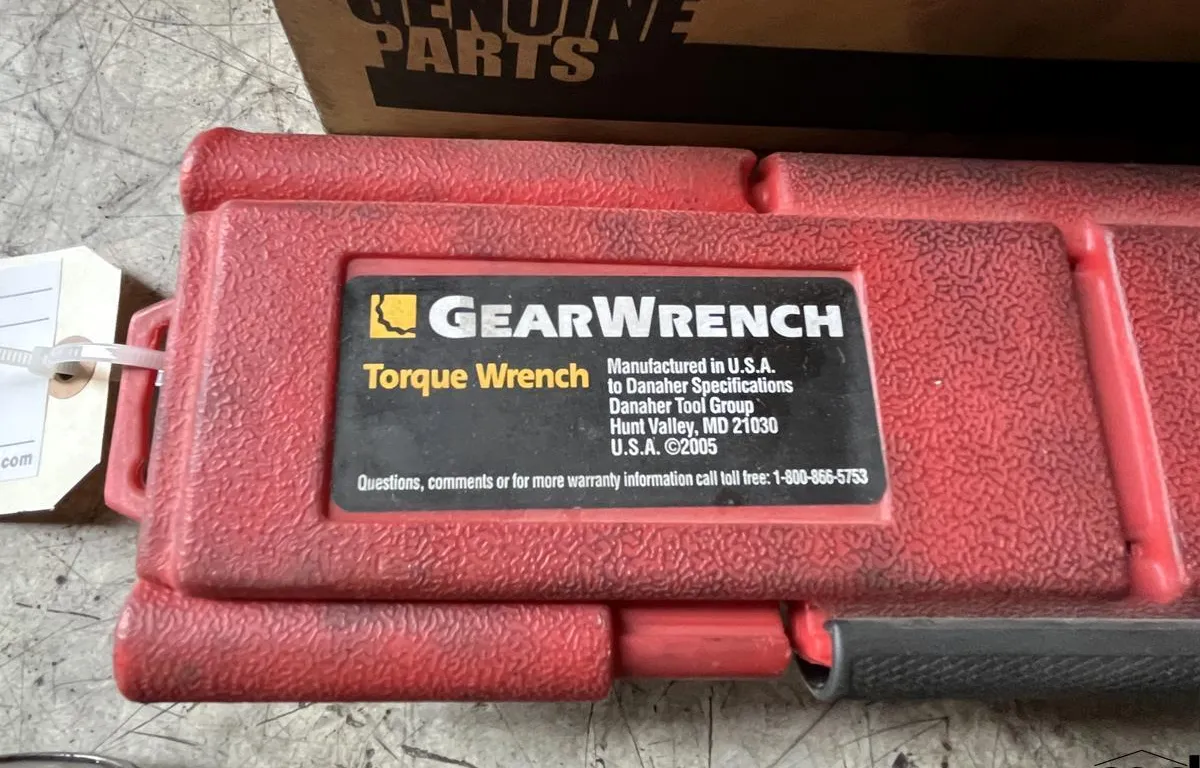 GENUINE
PARTS
GEARWRENCH
Torque Wrench
Manufactured in U.S.A.
to Danaher Specifications
Danaher Tool Group
Hunt Valley, MD 21030
U.S.A. ©2005
Questions, comments or for more warranty information call toll free: 1-800-866-5753
com